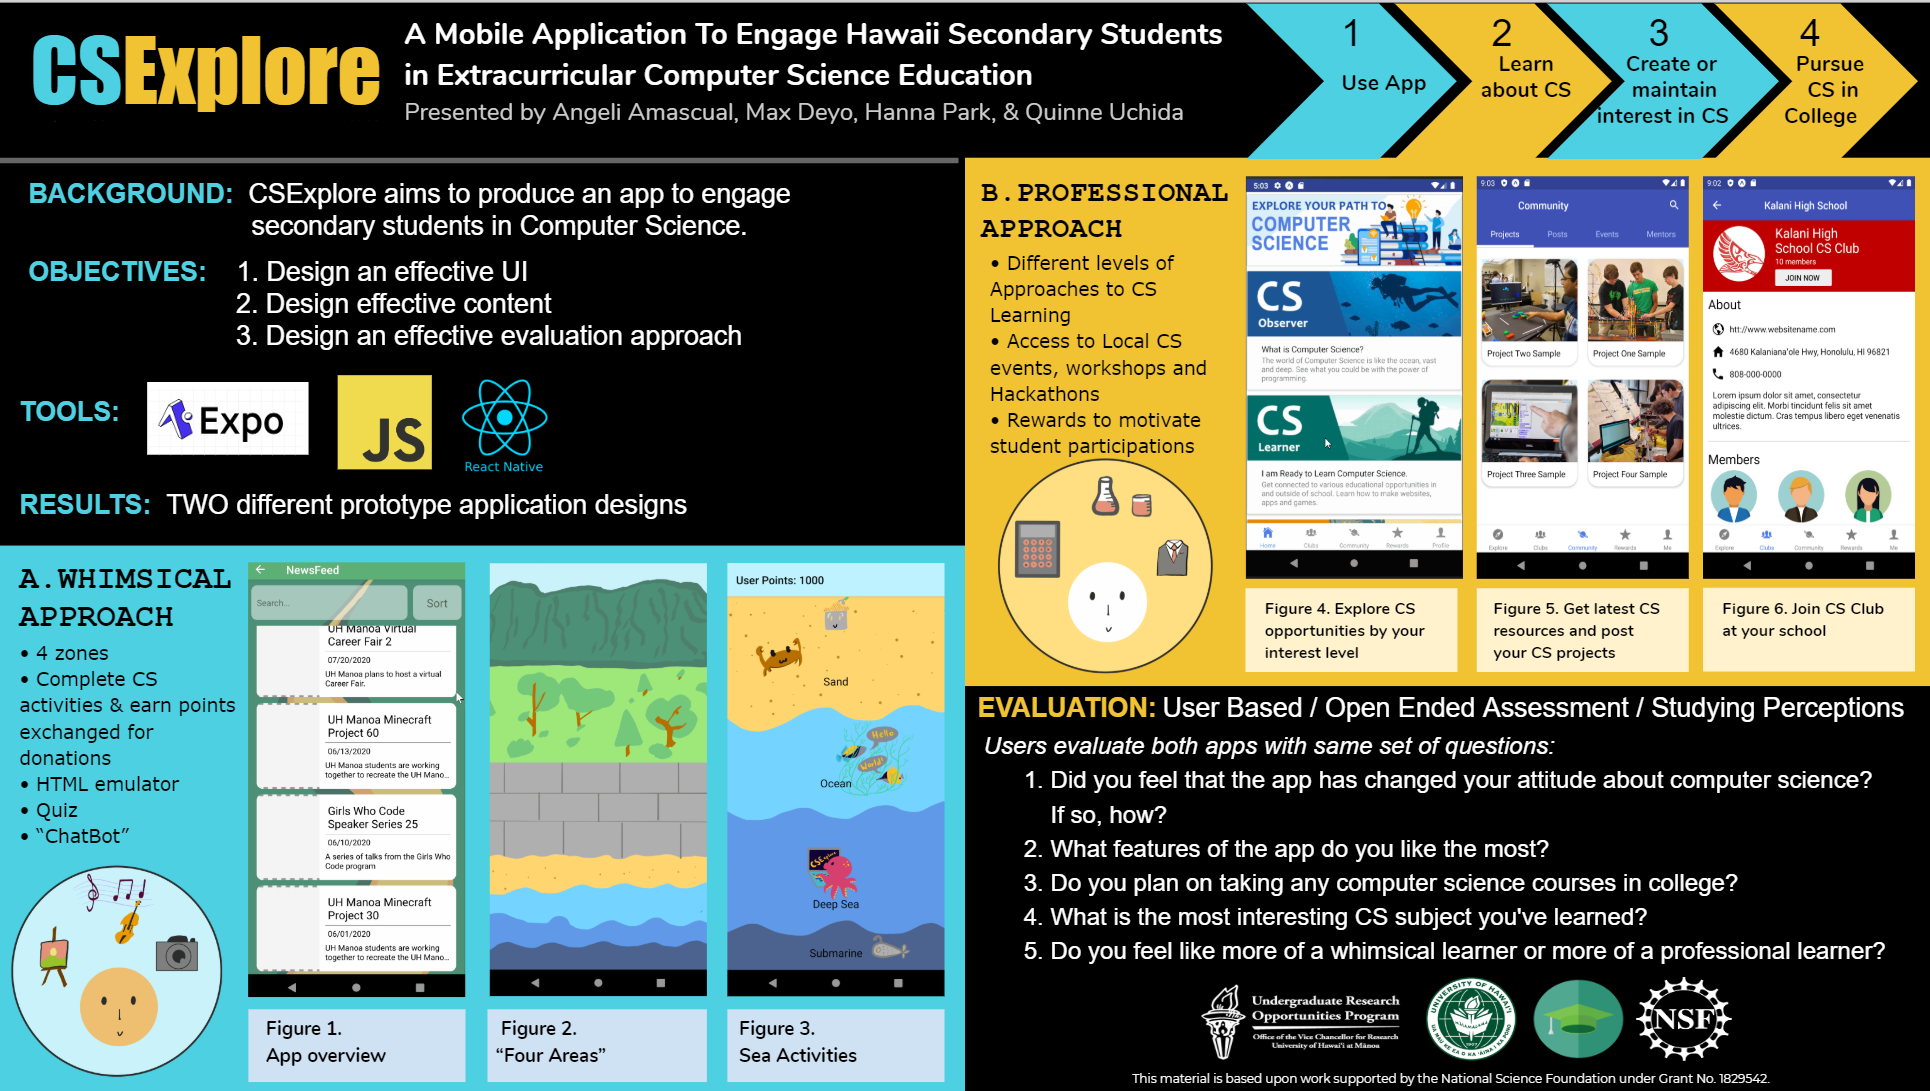 CSExplore
A Mobile Application To Engage Hawaii Secondary Students
in Extracurricular Computer Science Education
Presented by Angeli Amascual, Max Deyo, Hanna Park, & Quinne Uchida
1
Use App
2
Learn
about CS
3
Create or
maintain
interest in CS
4
Pursue
CS in
College
BACKGROUND: CSExplore aims to produce an app to engage
secondary students in Computer Science.
OBJECTIVES: 1. Design an effective UI
2. Design effective content
3. Design an effective evaluation approach
TOOLS:
Expo
JS
React Native
RESULTS: TWO different prototype application designs
A.WHIMSICAL
APPROACH
• 4 zones
• Complete CS
activities & earn points
exchanged for
donations
• HTML emulator
• Quiz
• “ChatBot”
NewsFeed
Search...
Sort
UH Manoa Virtual
Career Fair 2
07/20/2020
UH Manoa plans to host a virtual
Career Fair.
UH Manoa Minecraft
Project 60
06/13/2020
UH Manoa students are working
together to recreate the UH Mano...
Girls Who Code
Speaker Series 25
06/10/2020
A series of talks from the Girls Who
Code program
UH Manoa Minecraft
Project 30
06/01/2020
UH Manoa students are working
together to recreate the UH Mano...
Figure 1.
App overview
Figure 2.
“Four Areas”
User Points: 1000
Sand
Hello
World!
Ocean
CSExplore
Deep Sea
Submarine
Figure 3.
Sea Activities
B.PROFESSIONAL
APPROACH
• Different levels of
Approaches to CS
Learning
• Access to Local CS
events, workshops and
Hackathons
• Rewards to motivate
student participations
5:03
EXPLORE YOUR PATH TO
COMPUTER
SCIENCE
CS
Observer
What is Computer Science?
The world of Computer Science is like the ocean, vast
and deep. See what you could be with the power of
programming.
CS
Learner
I am Ready to Learn Computer Science.
Get connected to various educational opportunities in
and outside of school. Learn how to make websites,
apps and games.
Home Clubs Community Rewards Profile
Figure 4. Explore CS
opportunities by your
interest level
9:03
Community
Projects Posts Events Mentors
Project Two Sample
Project One Sample
Project Three Sample
Project Four Sample
Explore Clubs Community Rewards Me
Figure 5. Get latest CS
resources and post
your CS projects
9:02
Kalani High School
Kalani High
School CS Club
10 members
JOIN NOW
About
htt://www.websitename.com
4680 Kalaniana'ole Hwy, Honolulu, HI 96821
808-000-0000
Lorem ipsum dolor sit amet, consectetur
adipiscing elit. Morbi tincidunt felis sit amet
molestie dictum. Cras tempus libero eget venenatis
ultrices.
Members
Explore Clubs Community Rewards Me
Figure 6. Join CS Club
at your school
EVALUATION: User Based / Open Ended Assessment / Studying Perceptions
Users evaluate both apps with same set of questions:
1. Did you feel that the app has changed your attitude about computer science?
If so, how?
2. What features of the app do you like the most?
3. Do you plan on taking any computer science courses in college?
4. What is the most interesting CS subject you've learned?
5. Do you feel like more of a whimsical learner or more of a professional learner?
Undergraduate Research
Opportunities Program
Office of the Vice Chancellor for Research
University of Hawai'i at Mānoa
UNIVERSITY OF HAWAI'I
1907
NSF
This material is based upon work supported by the National Science Foundation under Grant No. 1829542.